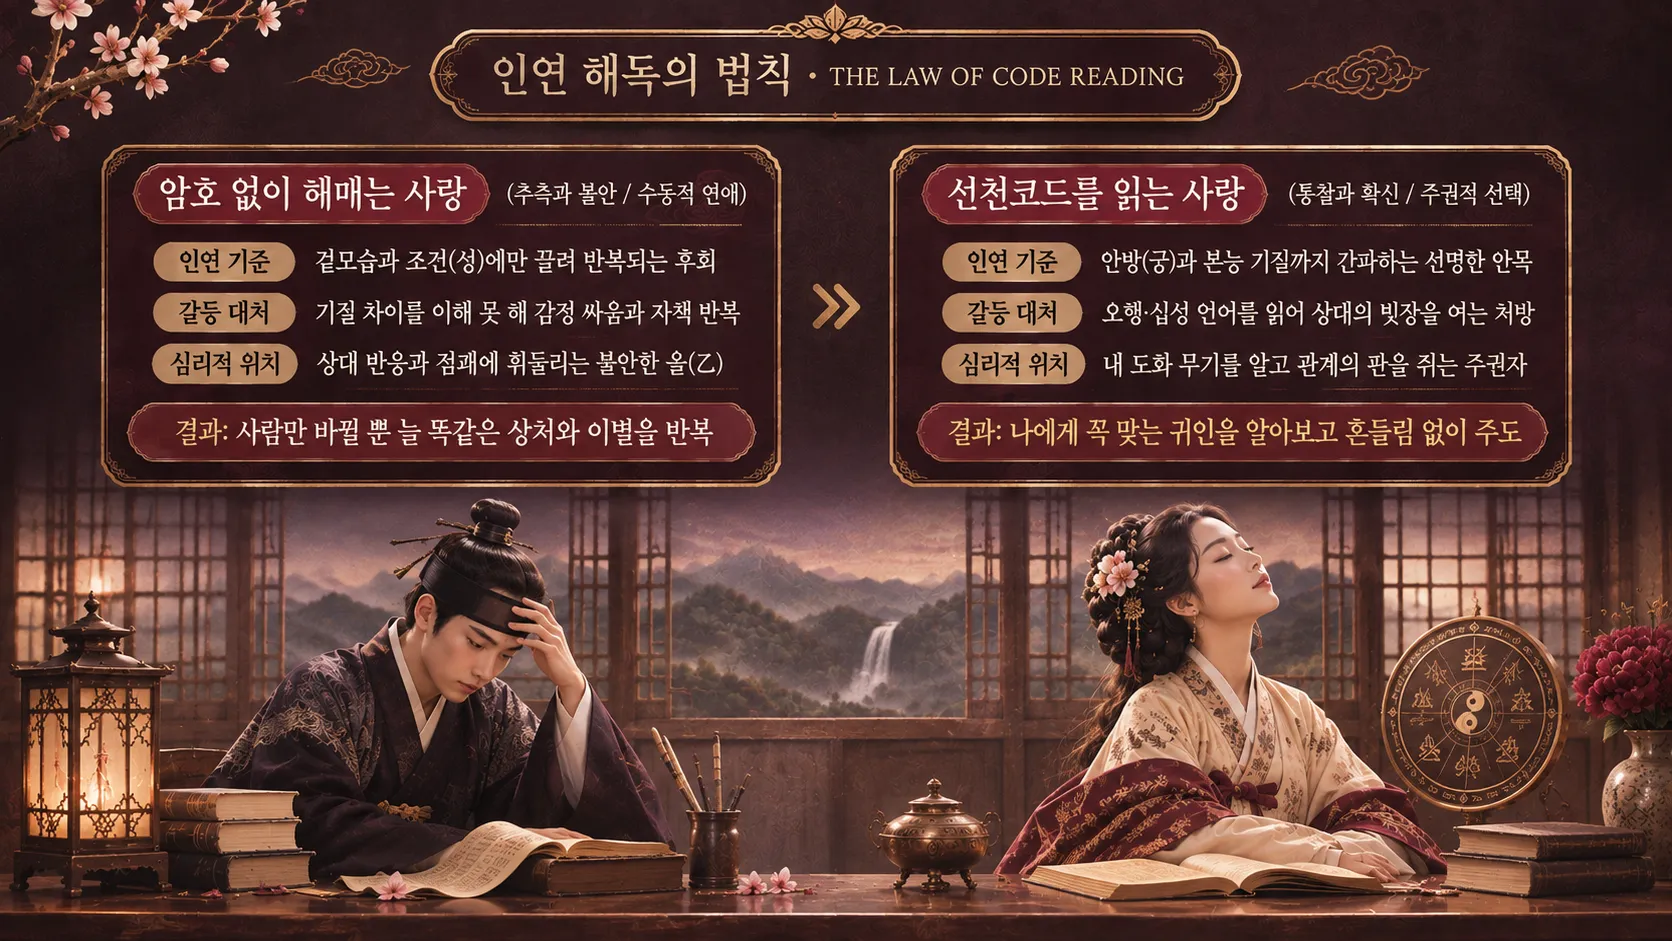 인연 해독의 법칙 · THE LAW OF CODE READING
암호 없이 헤매는 사랑 (추측과 불안 / 수동적 연애)
인연 기준 겉모습과 조건(성)에만 끌려 반복되는 후회
갈등 대처 기질 차이를 이해 못 해 감정 싸움과 자책 반복
심리적 위치 상대 반응과 점괘에 휘둘리는 불안한 을(乙)
결과: 사람만 바뀔 뿐 늘 똑같은 상처와 이별을 반복
선천코드를 읽는 사랑 (통찰과 확신 / 주권적 선택)
인연 기준 안방(궁)과 본능 기질까지 간파하는 선명한 안목
갈등 대처 오행·십성 언어를 읽어 상대의 빗장을 여는 처방
심리적 위치 내 도화 무기를 알고 관계의 판을 쥐는 주권자
결과: 나에게 꼭 맞는 귀인을 알아보고 흔들림 없이 주도